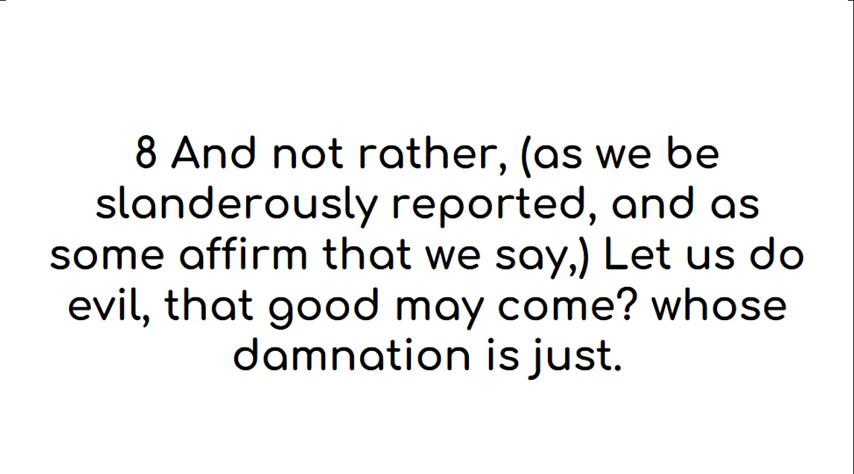 8 And not rather, (as we be
slanderously reported, and as
some affirm that we say,) Let us do
evil, that good may come? whose
damnation is just.